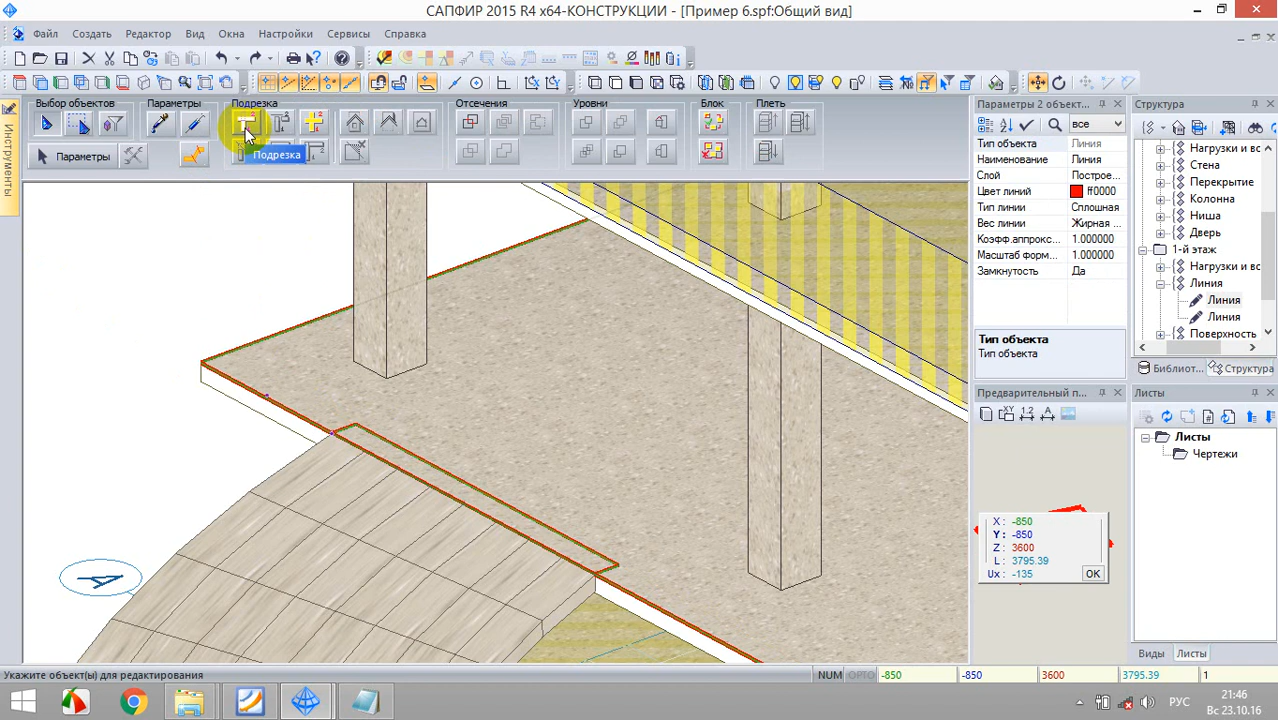 САПФИР 2015 R4 x64-КОНСТРУКЦИИ - [Пример 6.spf:Общий вид]
Файл Создать Редактор Вид Окна Настройки Сервисы Справка
Инструменты
Выбор объектов Параметры Подрезка Отсечения Уровни Блок Плеть
Параметры
Подрезка
Параметры 2 объект...
все
Тип объекта Линия
Наименование Линия
Слой Построе...
Цвет линий ff0000
Тип линии Сплошная
Вес линии Жирная ...
Коэфф.аппрокс... 1.000000
Масштаб форм... 1.000000
Замкнутость Да
Тип объекта
Тип объекта
Предварительный п...
X : -850
Y : -850
Z : 3600
L : 3795.39
Ux : -135
OK
Структура
Нагрузки и вс
Стена
Перекрытие
Колонна
Ниша
Дверь
1-й этаж
Нагрузки и вс
Линия
Линия
Линия
Поверхность
Библиот... Структура
Листы
Листы
Чертежи
Виды Листы
A
Укажите объект(ы) для редактирования
NUM ОРТО -850 -850 3600 3795.39 1
РУС
21:46
Вс 23.10.16